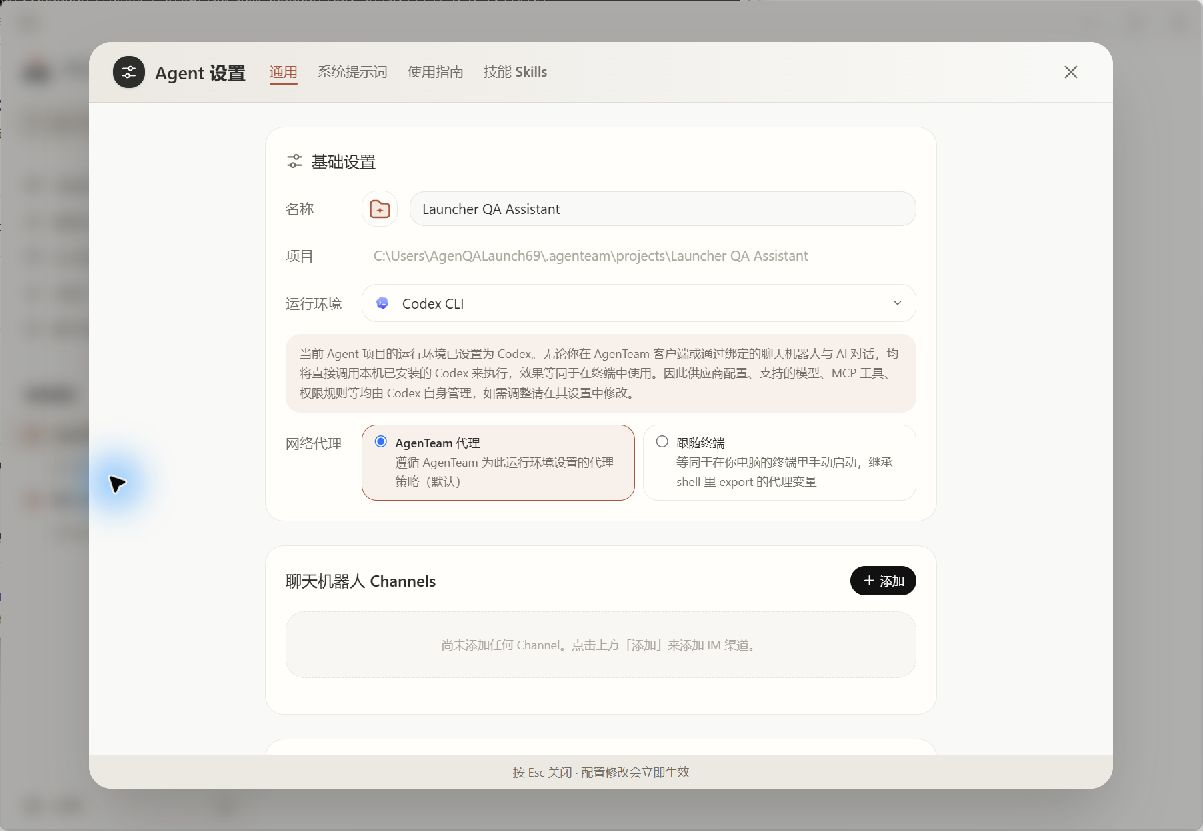 Agent 设置
通用
系统提示词
使用指南
技能 Skills
基础设置
名称
Launcher QA Assistant
项目
C:\Users\AgenQALaunch69\.agenteam\projects\Launcher QA Assistant
运行环境
Codex CLI
当前 Agent 项目的运行环境已设置为 Codex。无论你在 AgenTeam 客户端或通过绑定的聊天机器人与 AI 对话，均
将直接调用本机已安装的 Codex 来执行，效果等同于在终端中使用。因此供应商配置、支持的模型、MCP 工具、
权限规则等均由 Codex 自身管理，如需调整请在其设置中修改。
网络代理
AgenTeam 代理
遵循 AgenTeam 为此运行环境设置的代理
策略（默认）
跟随终端
等同于在你电脑的终端里手动启动，继承
shell 里 export 的代理变量
聊天机器人 Channels
添加
尚未添加任何 Channel。点击上方「添加」来添加 IM 渠道。
按 Esc 关闭 · 配置修改会立即生效